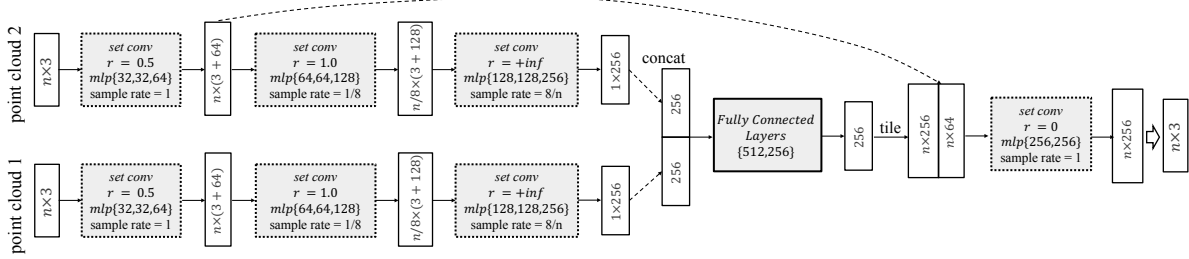 point cloud 2
n×3
set conv
r = 0.5
mlp{32,32,64}
sample rate = 1
n×(3 + 64)
set conv
r = 1.0
mlp{64,64,128}
sample rate = 1/8
n/8×(3 + 128)
set conv
r = +inf
mlp{128,128,256}
sample rate = 8/n
1×256
point cloud 1
n×3
set conv
r = 0.5
mlp{32,32,64}
sample rate = 1
n×(3 + 64)
set conv
r = 1.0
mlp{64,64,128}
sample rate = 1/8
n/8×(3 + 128)
set conv
r = +inf
mlp{128,128,256}
sample rate = 8/n
1×256
concat
256
256
Fully Connected
Layers
{512,256}
256
tile
n×256
n×64
set conv
r = 0
mlp{256,256}
sample rate = 1
n×256
n×3